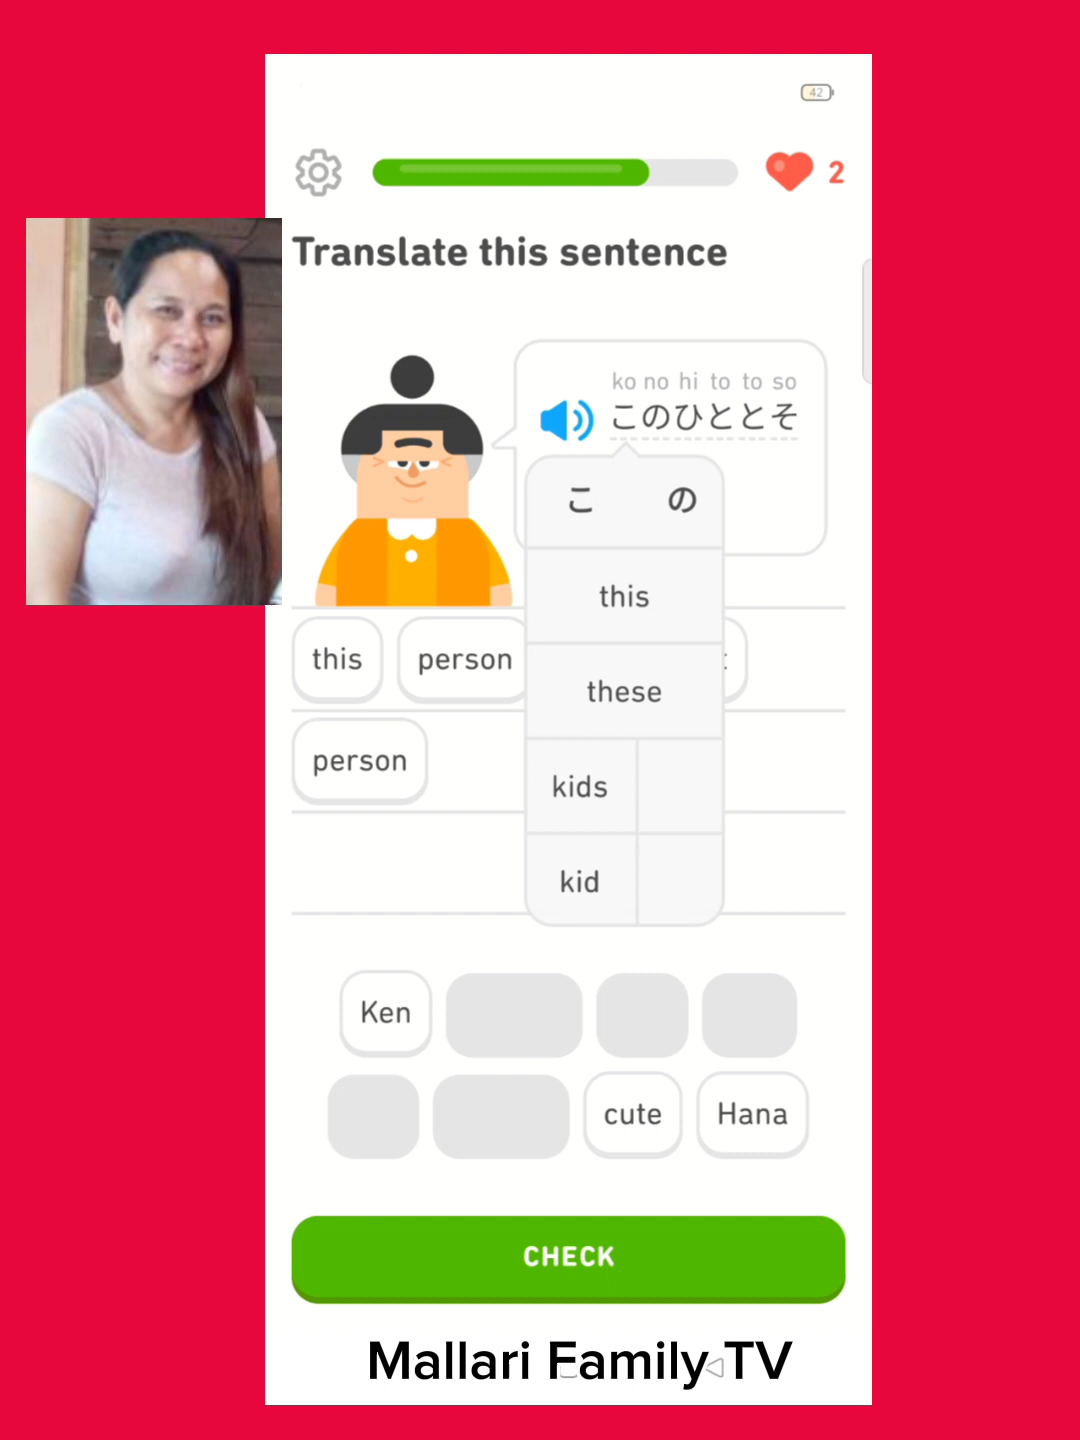 42
2
Translate this sentence
ko no hi to to so
このひととそ
こ の
this
these
kids
kid
this person
person
Ken
cute Hana
CHECK
Mallari Family TV